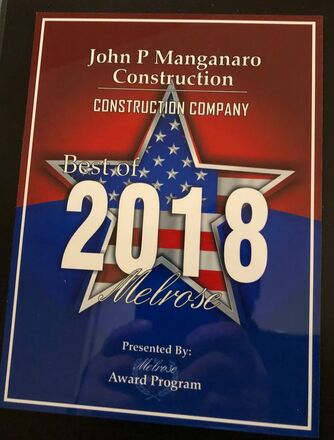 John P Manganaro
Construction
CONSTRUCTION COMPANY
Best of
2018
Melrose
Presented By:
Melrose
Award Program